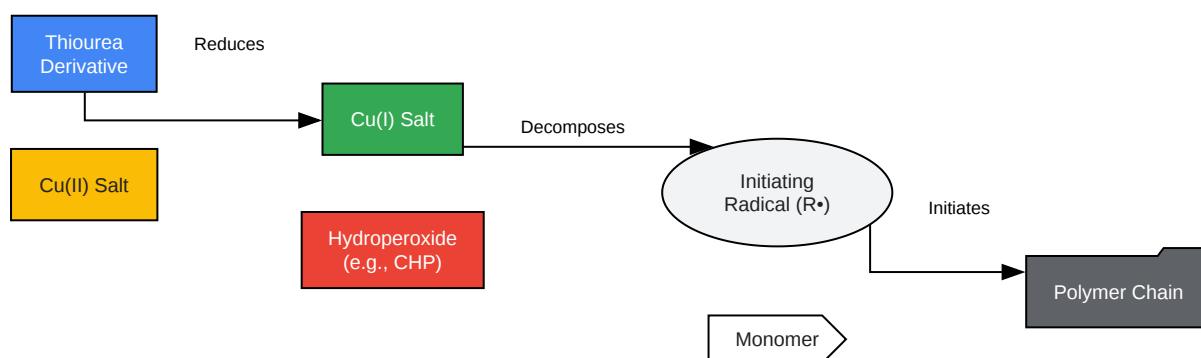 Thiourea
Derivative
Reduces
Cu(I) Salt
Decomposes
Cu(II) Salt
Initiating
Radical (R•)
Initiates
Hydroperoxide
(e.g., CHP)
Polymer Chain
Monomer